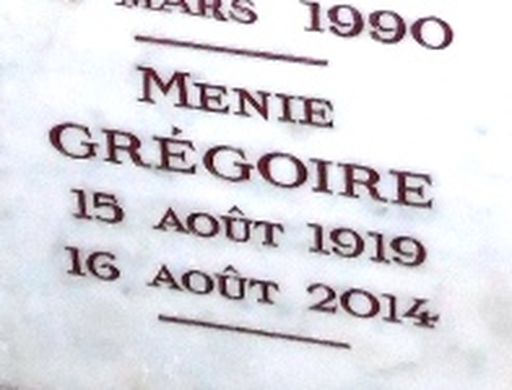 MARS 1990
MENIE
GRÉGOIRE
15 AOÛT 1919
16 AOÛT 2014